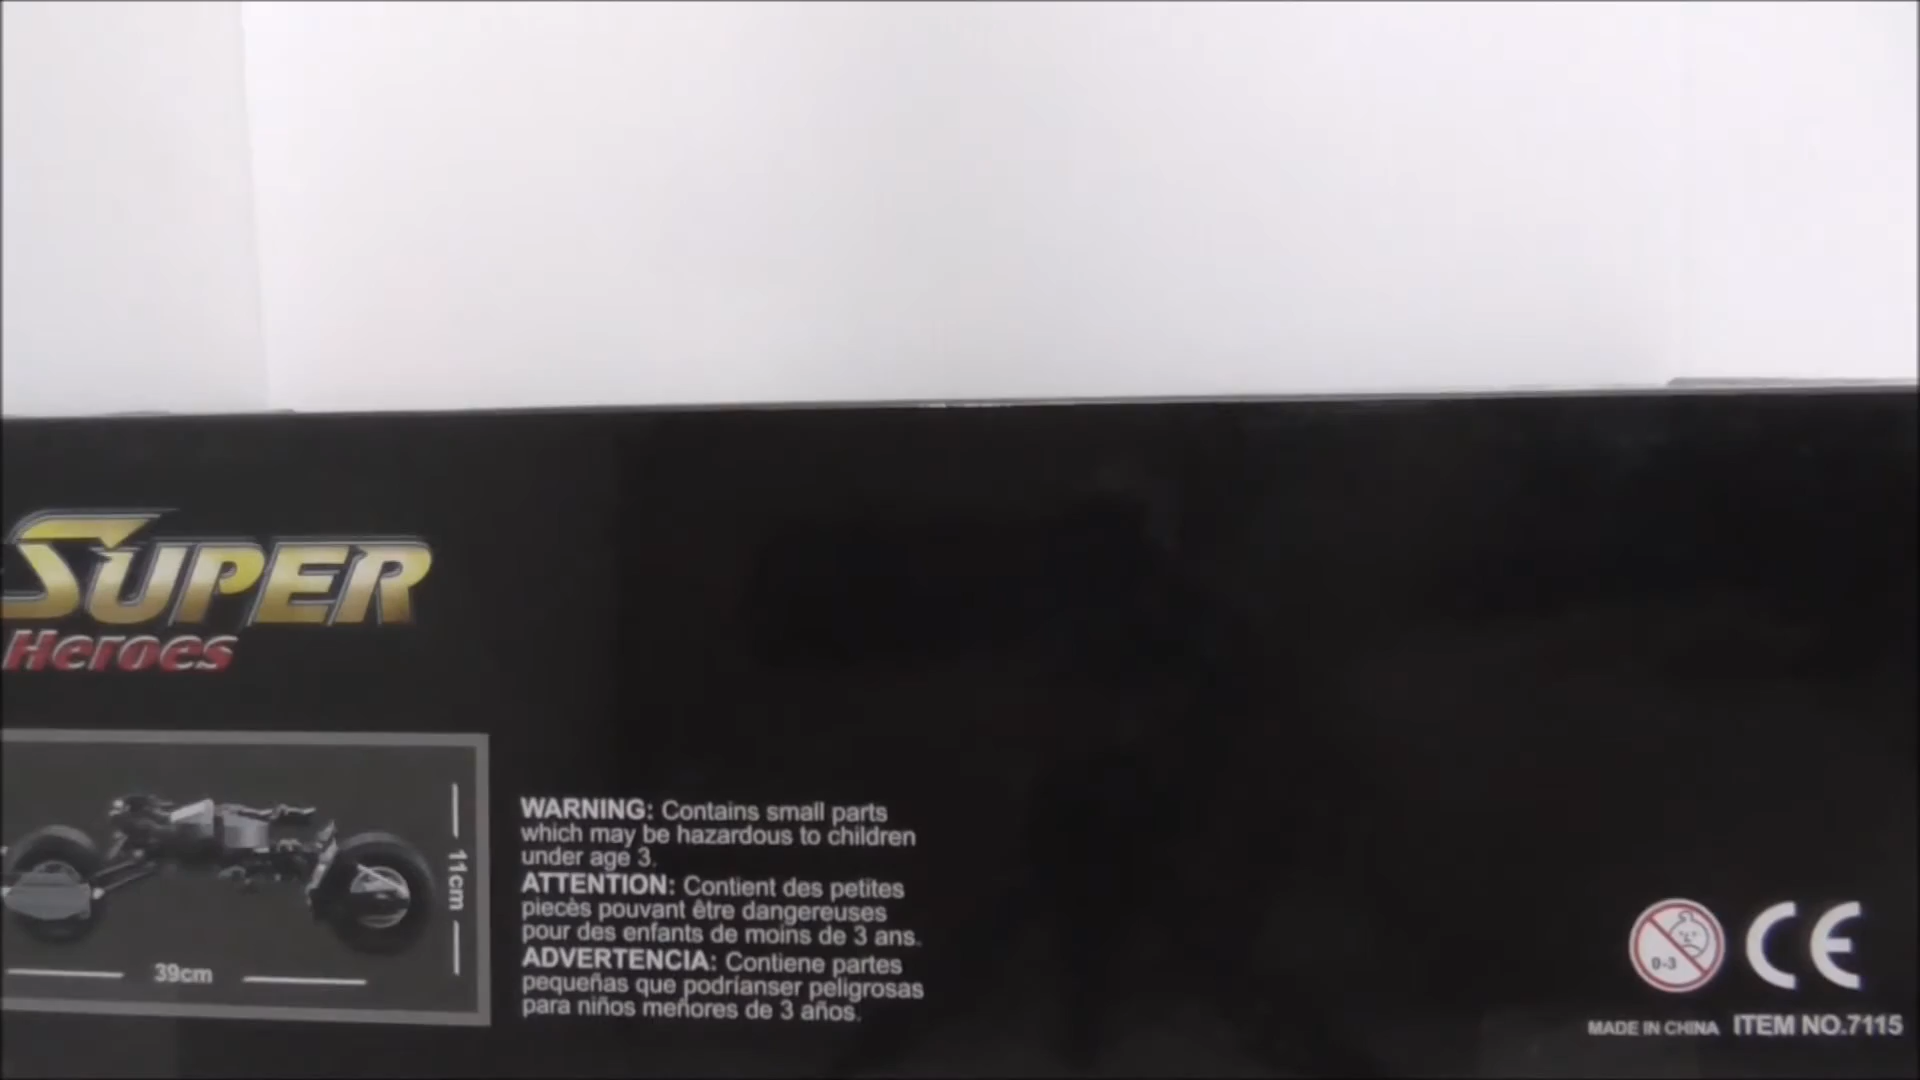 SUPER
Heroes
11cm
39cm
WARNING: Contains small parts
which may be hazardous to children
under age 3.
ATTENTION: Contient des petites
piecès pouvant être dangereuses
pour des enfants de moins de 3 ans.
ADVERTENCIA: Contiene partes
pequeñas que podríanser peligrosas
para niños meñores de 3 años.
0-3
CE
MADE IN CHINA ITEM NO.7115